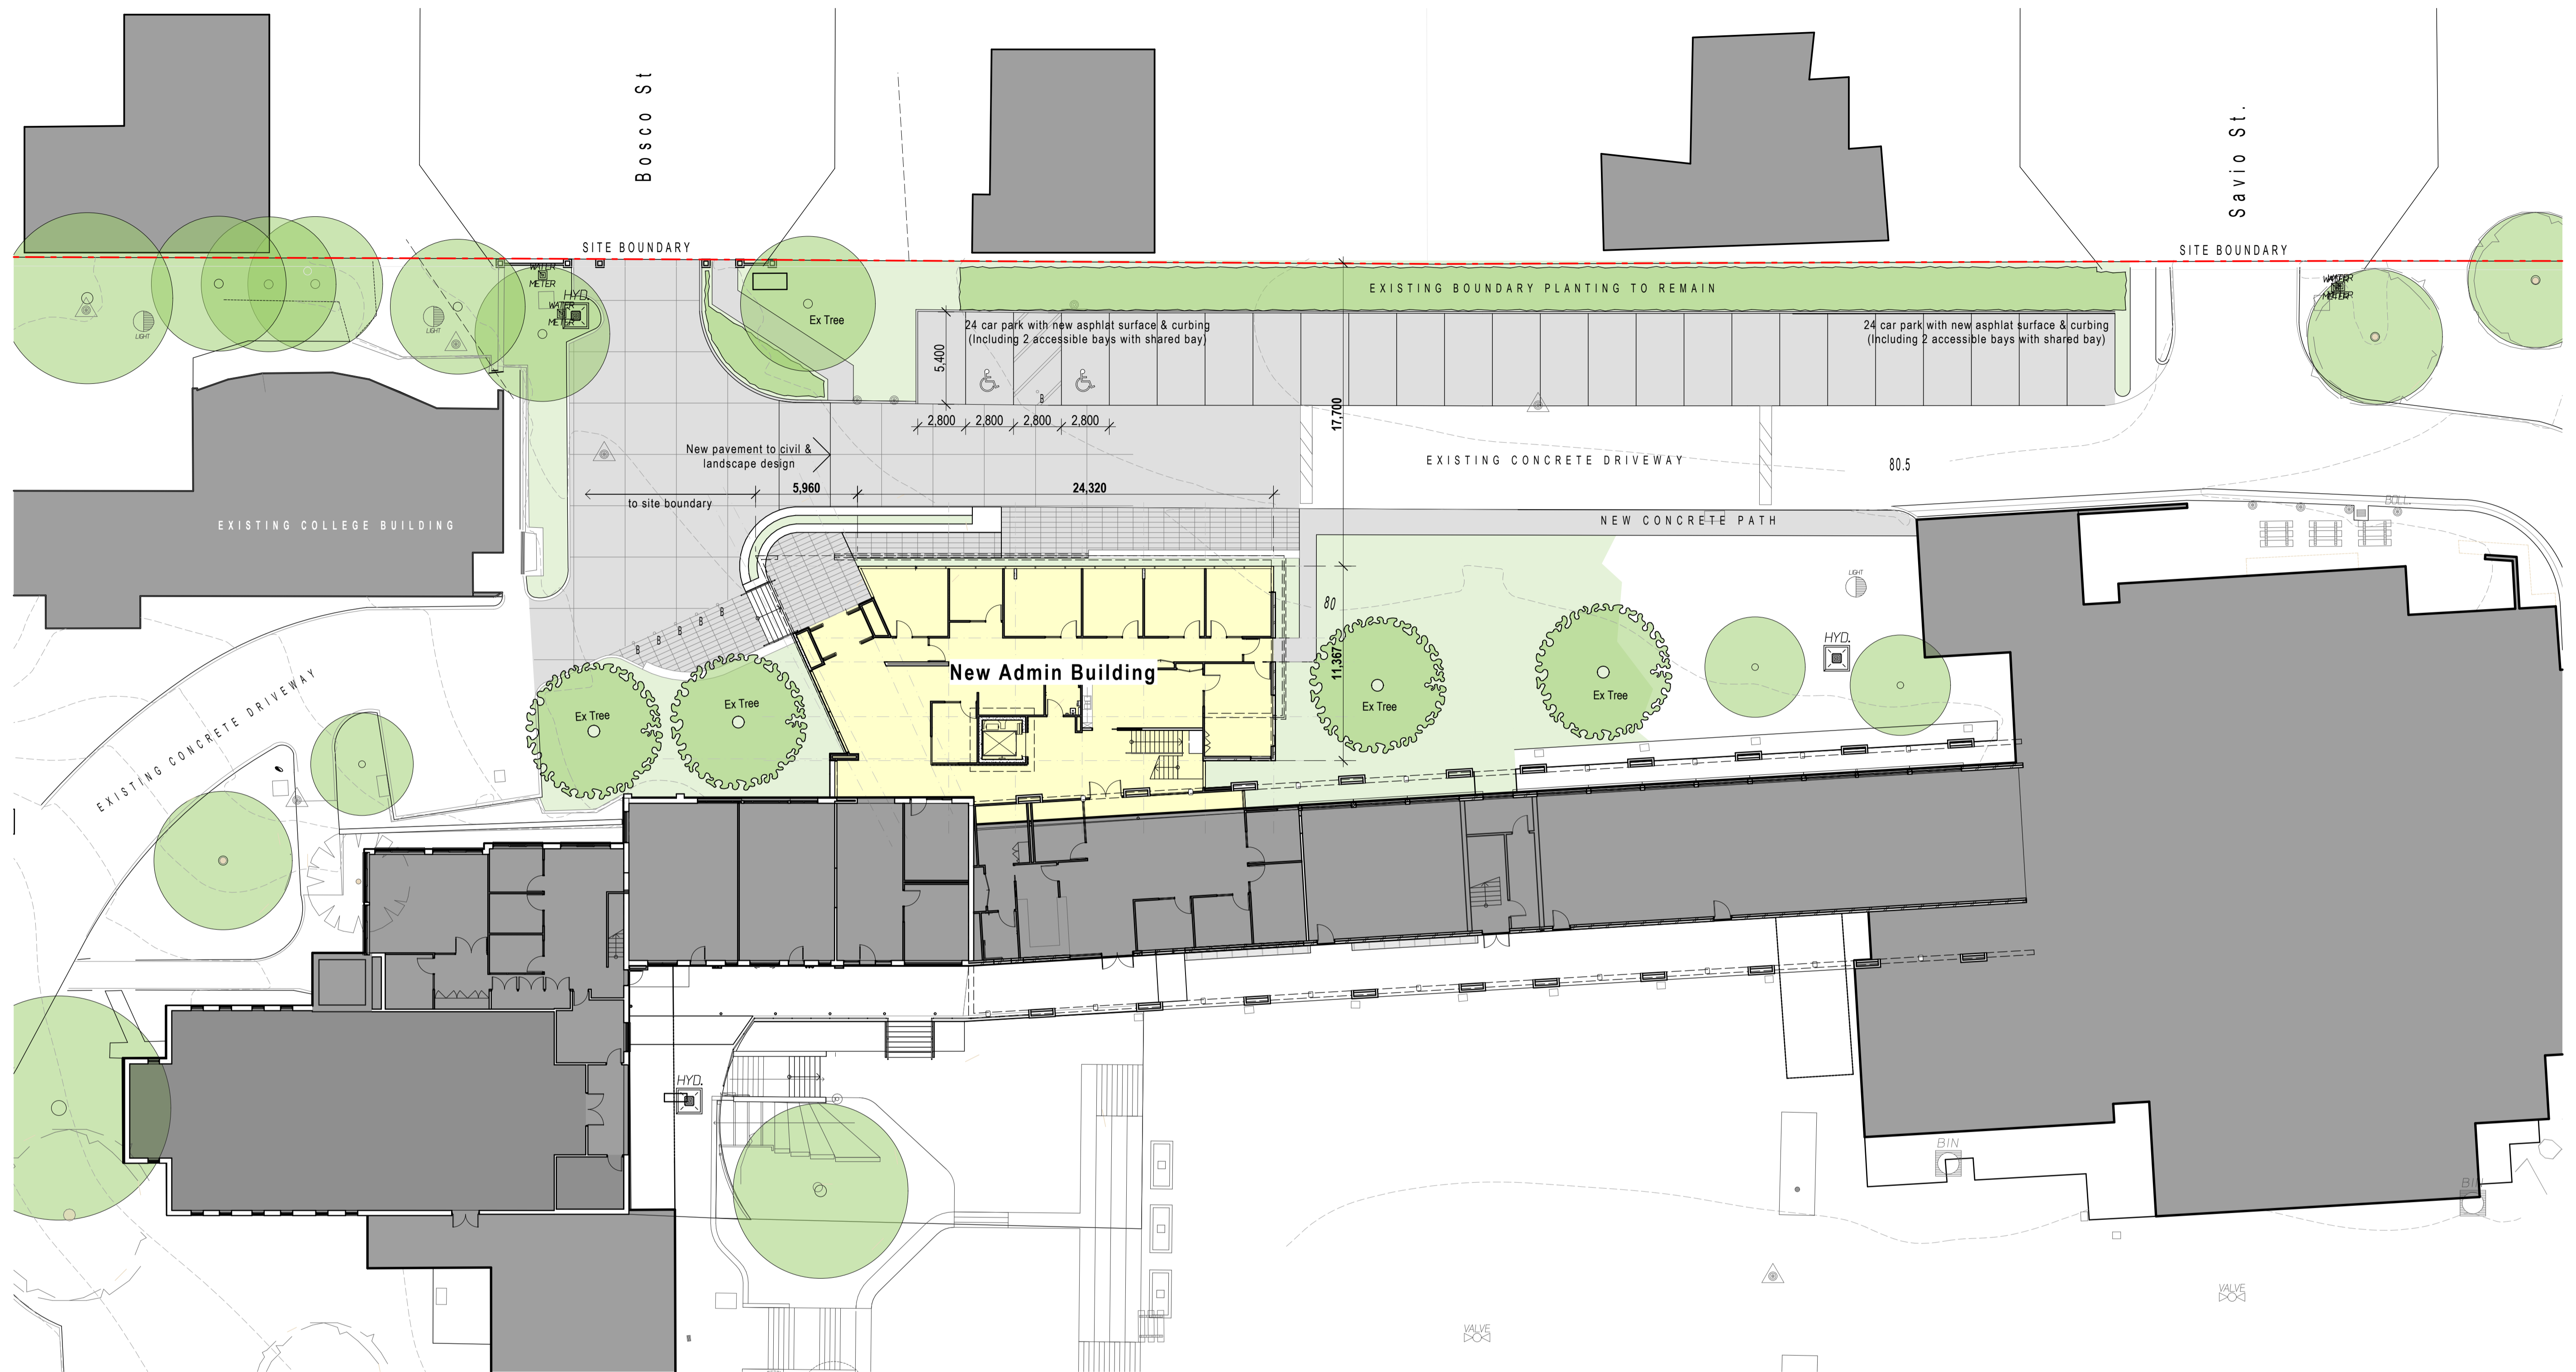 Bosco St
Savio St.
SITE BOUNDARY
SITE BOUNDARY
WATER
METER
WATER
METER
HYD.
LIGHT
LIGHT
Ex Tree
EXISTING BOUNDARY PLANTING TO REMAIN
WATER
METER
24 car park with new asphlat surface & curbing
(Including 2 accessible bays with shared bay)
24 car park with new asphlat surface & curbing
(Including 2 accessible bays with shared bay)
5,400
B
17,700
2,800
2,800
2,800
2,800
New pavement to civil &
landscape design
EXISTING CONCRETE DRIVEWAY
80.5
5,960
24,320
to site boundary
BOLL.
EXISTING COLLEGE BUILDING
NEW CONCRETE PATH
LIGHT
80
B
B
B
B
B
HYD.
New Admin Building
11,367
EXISTING CONCRETE DRIVEWAY
Ex Tree
Ex Tree
Ex Tree
Ex Tree
HYD.
BIN
BIN
VALVE
VALVE